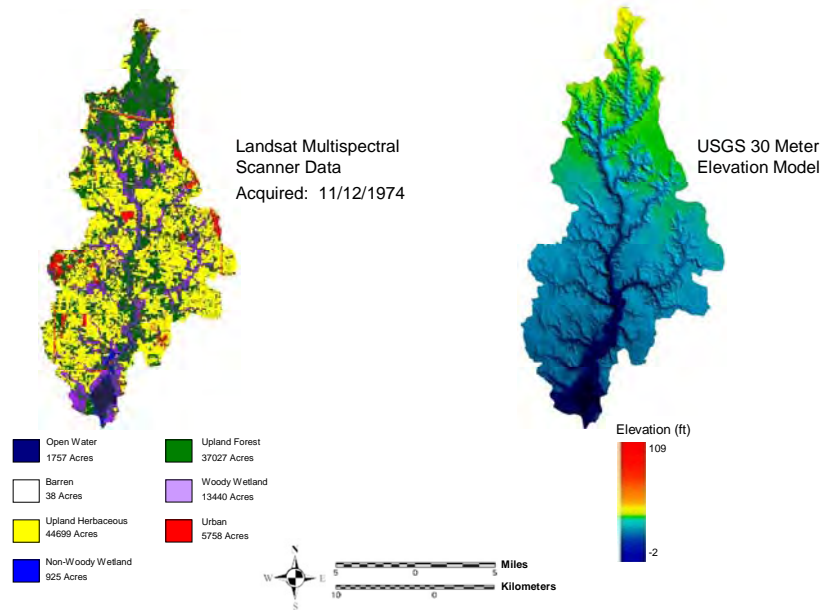 Landsat Multispectral
Scanner Data
Acquired: 11/12/1974
USGS 30 Meter
Elevation Model
Open Water
1757 Acres
Barren
38 Acres
Upland Herbaceous
44699 Acres
Non-Woody Wetland
925 Acres
Upland Forest
37027 Acres
Woody Wetland
13440 Acres
Urban
5758 Acres
Elevation (ft)
109
-2
N
W E
S
5 0 5 Miles
10 0 Kilometers